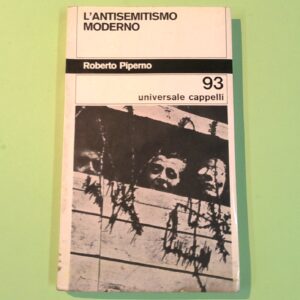 L'ANTISEMITISMO
MODERNO
Roberto Piperno
93
universale cappelli